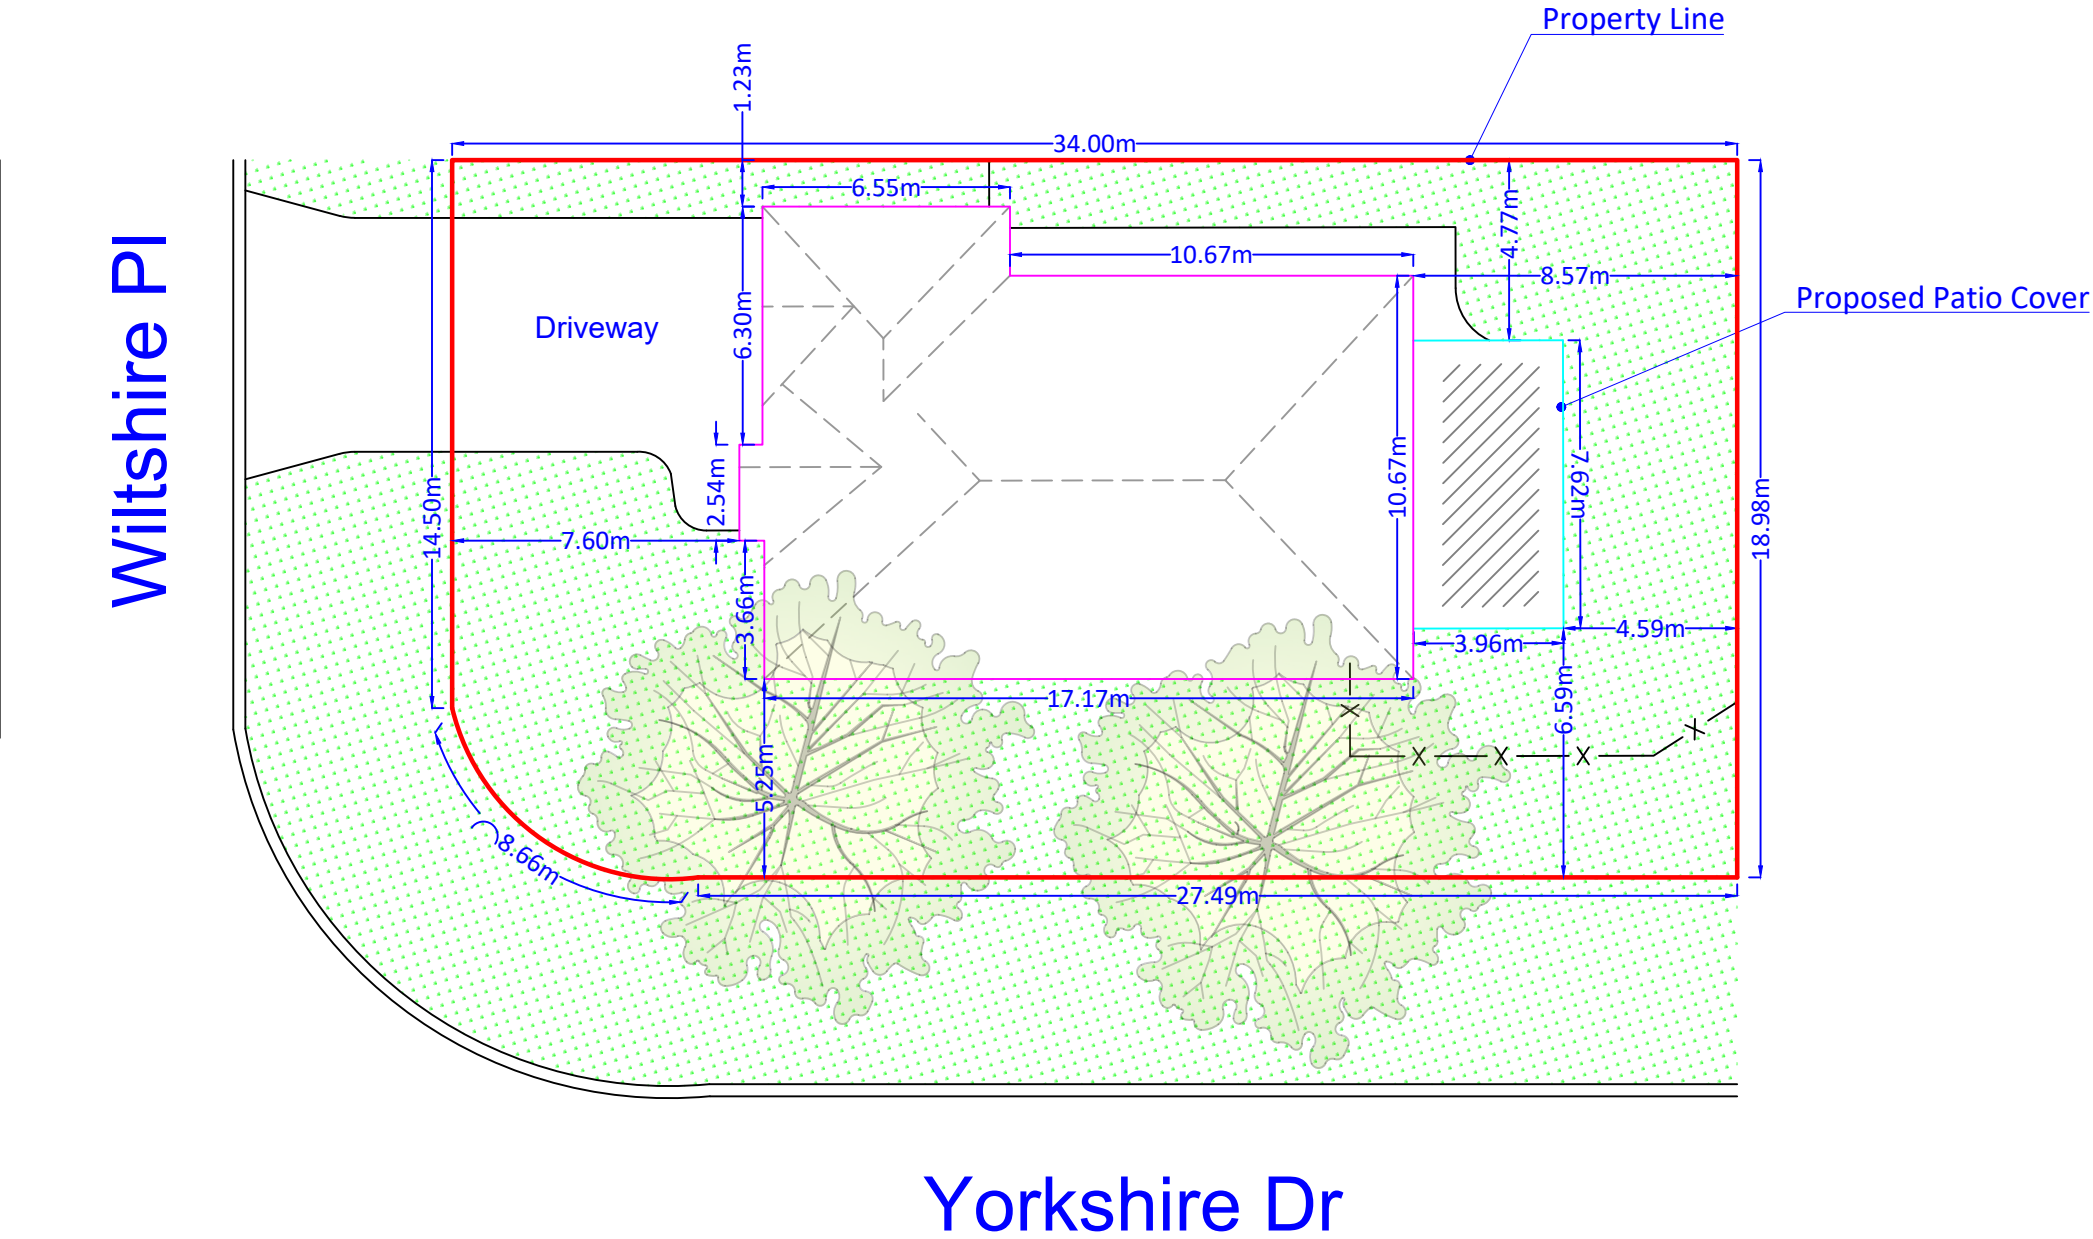 Property Line
1.23m
34.00m
6.55m
4.77m
10.67m
8.57m
Proposed Patio Cover
Wiltshire Pl
Driveway
6.30m
10.67m
7.62m
2.54m
14.50m
18.98m
7.60m
3.66m
4.59m
3.96m
17.17m
6.59m
X
X
X
X
X
5.25m
8.66m
27.49m
Yorkshire Dr